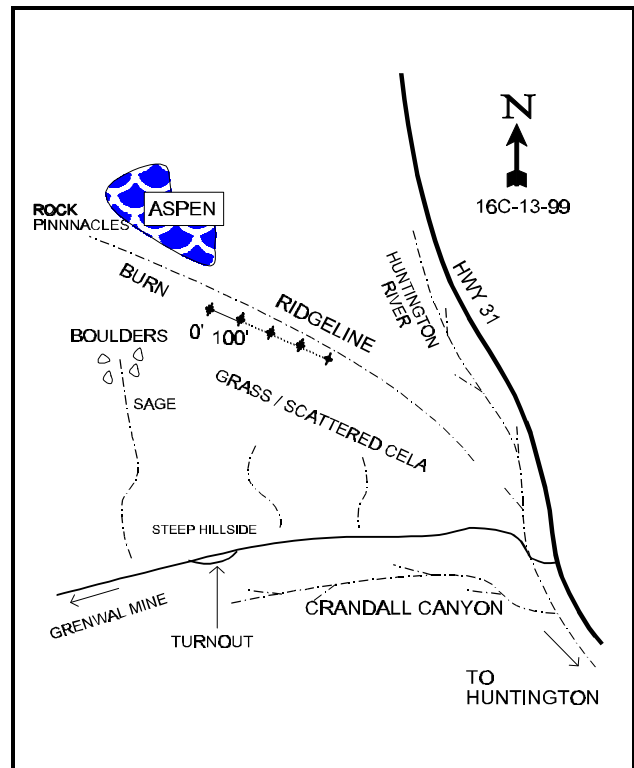 N
16C-13-99
ASPEN
ROCK
PINNNACLES
BURN
RIDGELINE
HUNTINGTON
RIVER
HWY 31
0' 100'
BOULDERS
SAGE
GRASS / SCATTERED CELA
STEEP HILLSIDE
GRENWAL MINE
TURNOUT
CRANDALL CANYON
TO
HUNTINGTON